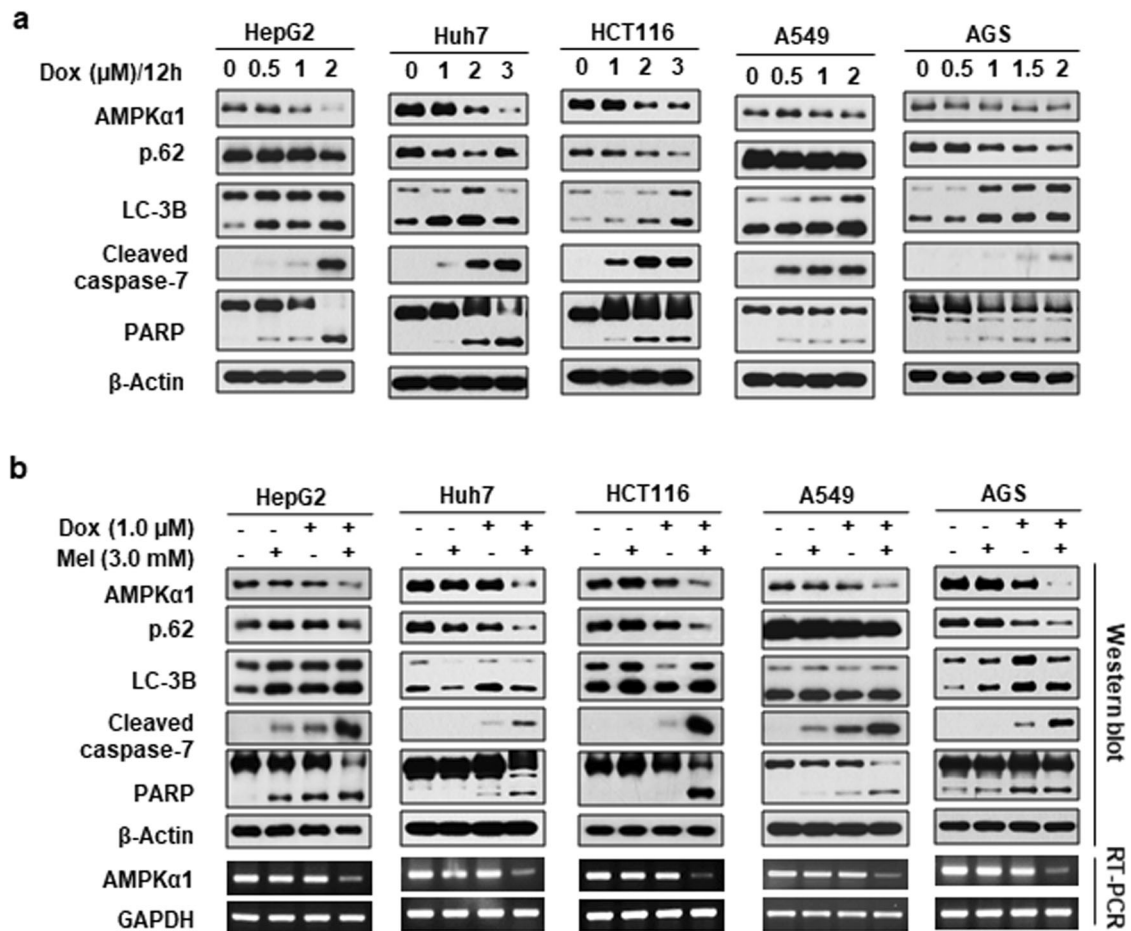 a
HepG2 Huh7 HCT116 A549 AGS
Dox (μM)/12h 0 0.5 1 2 0 1 2 3 0 1 2 3 0 0.5 1 2 0 0.5 1 1.5 2
AMPKα1
p.62
LC-3B
Cleaved
caspase-7
PARP
β-Actin
b
HepG2 Huh7 HCT116 A549 AGS
Dox (1.0 μM) - - + + - - + + - - + + - - + + - - + +
Mel (3.0 mM) - + - + - + - + - + - + - + - + - + - +
AMPKα1
p.62
LC-3B
Cleaved
caspase-7
PARP
β-Actin
Western blot
AMPKα1
GAPDH
RT-PCR